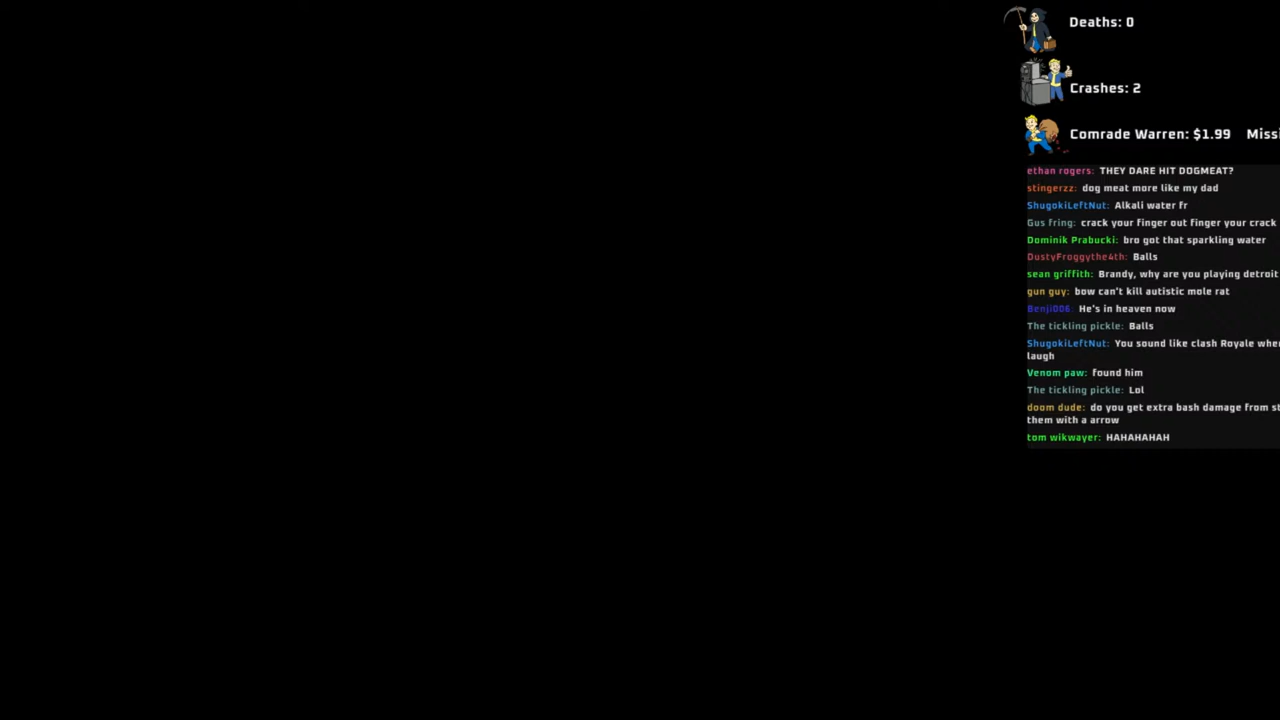 Deaths: 0
Crashes: 2
Comrade Warren: $1.99 Missi
ethan rogers: THEY DARE HIT DOGMEAT?
stingerzz: dog meat more like my dad
ShugokiLeftNut: Alkali water fr
Gus fring: crack your finger out finger your crack
Dominik Prabucki: bro got that sparkling water
DustyFroggythe4th: Balls
sean griffith: Brandy, why are you playing detroit
gun guy: bow can't kill autistic mole rat
Benji006: He's in heaven now
The tickling pickle: Balls
ShugokiLeftNut: You sound like clash Royale whe
laugh
Venom paw: found him
The tickling pickle: Lol
doom dude: do you get extra bash damage from st
them with a arrow
tom wikwayer: HAHAHAHAH